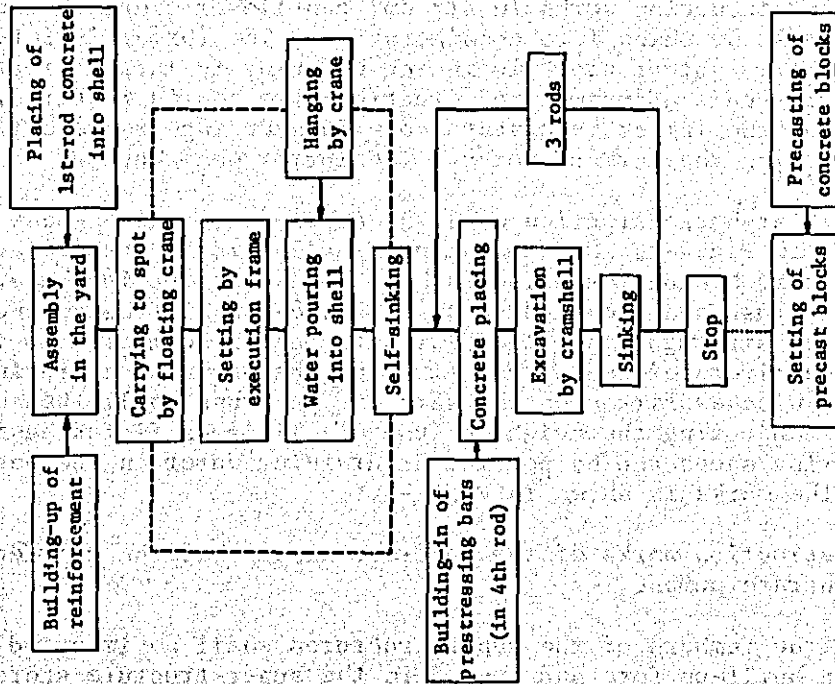 Building-up of
reinforcement
Assembly
in the yard
Placing of
1st-rod concrete
into shell
Carrying to spot
by floating crane
Setting by
execution frame
Water pouring
into shell
Hanging
by crane
Self-sinking
Building-in of
prestressing bars
(in 4th rod)
Concrete placing
Excavation
by cramshell
Sinking
3 rods
Stop
Setting of
precast blocks
Precasting of
concrete blocks